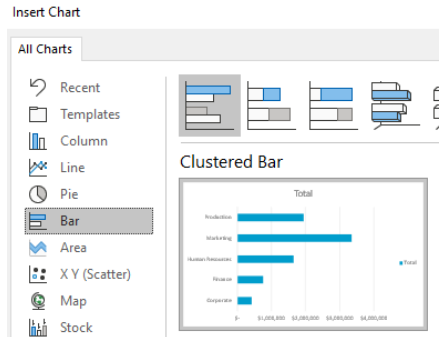 Insert Chart
All Charts
Recent
Templates
Column
Line
Pie
Bar
Area
X Y (Scatter)
Map
Stock
Clustered Bar
Total
Production
Marketing
Human Resources
Finance
Corporate
Total
$- $1,000,000 $2,000,000 $3,000,000 $4,000,000